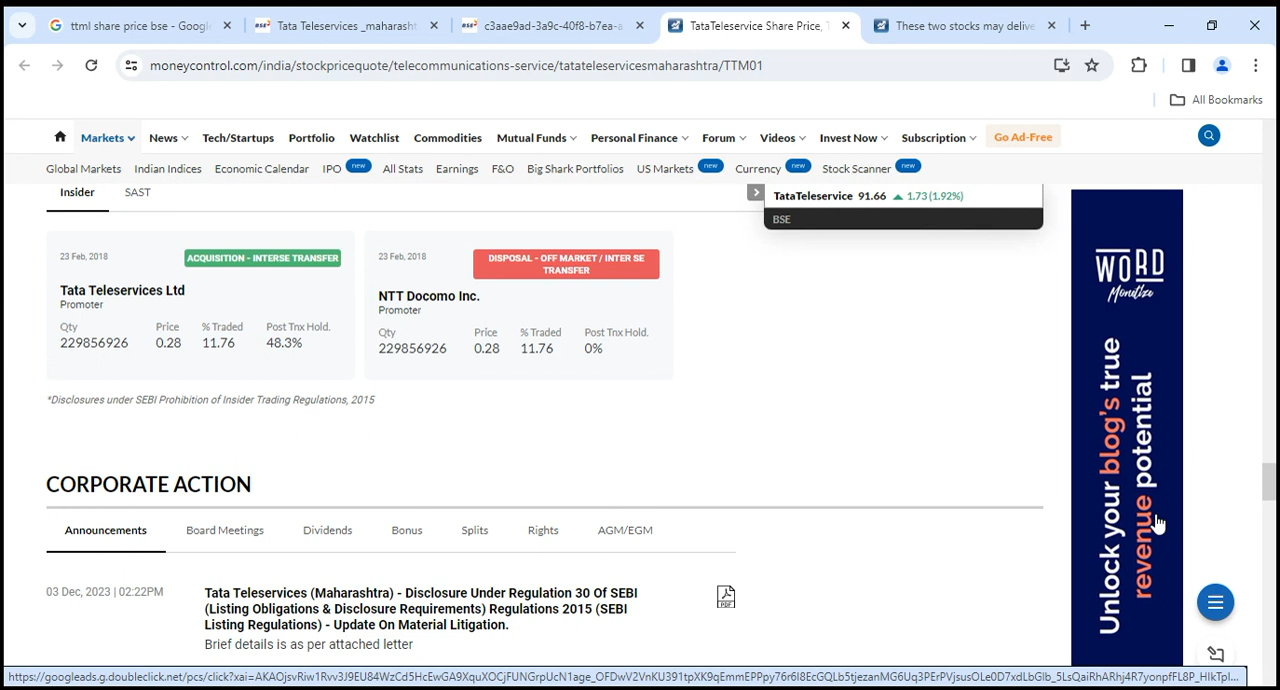 ttml share price bse - Googl
Tata Teleservices _maharasht
c3aae9ad-3a9c-40f8-b7ea-a
TataTeleservice Share Price, T
These two stocks may delive
moneycontrol.com/india/stockpricequote/telecommunications-service/tatateleservicesmaharashtra/TTM01
All Bookmarks
Markets News Tech/Startups Portfolio Watchlist Commodities Mutual Funds Personal Finance Forum Videos Invest Now Subscription Go Ad-Free
Global Markets Indian Indices Economic Calendar IPO new All Stats Earnings F&O Big Shark Portfolios US Markets new Currency new Stock Scanner new
Insider SAST
TataTeleservice 91.66 1.73 (1.92%)
BSE
23 Feb, 2018 ACQUISITION - INTERSE TRANSFER
Tata Teleservices Ltd
Promoter
Qty Price % Traded Post Tnx Hold.
229856926 0.28 11.76 48.3%
23 Feb, 2018 DISPOSAL - OFF MARKET / INTER SE
TRANSFER
NTT Docomo Inc.
Promoter
Qty Price % Traded Post Tnx Hold.
229856926 0.28 11.76 0%
*Disclosures under SEBI Prohibition of Insider Trading Regulations, 2015
CORPORATE ACTION
Announcements Board Meetings Dividends Bonus Splits Rights AGM/EGM
03 Dec, 2023 | 02:22PM
Tata Teleservices (Maharashtra) - Disclosure Under Regulation 30 Of SEBI
(Listing Obligations & Disclosure Requirements) Regulations 2015 (SEBI
Listing Regulations) - Update On Material Litigation.
Brief details is as per attached letter
PDF
WORD
Monetize
Unlock your blog's true
revenue potential